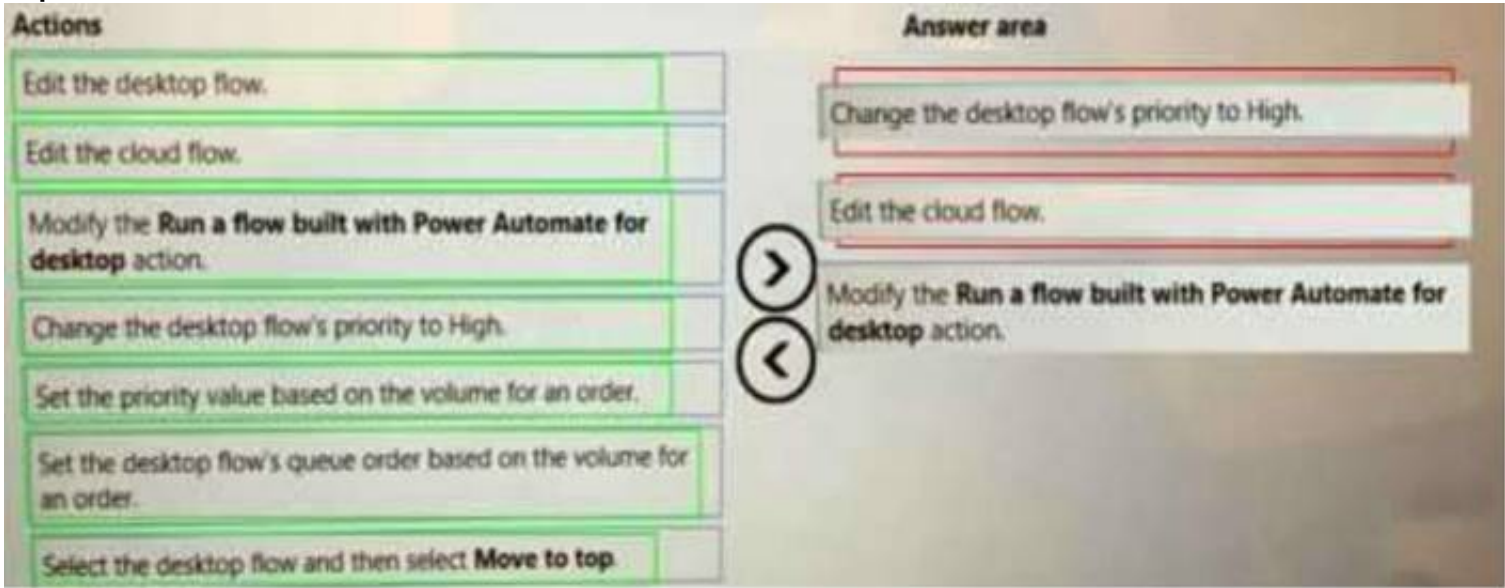 Actions
Edit the desktop flow.
Edit the cloud flow.
Modify the Run a flow built with Power Automate for
desktop action.
Change the desktop flow's priority to High.
Set the priority value based on the volume for an order.
Set the desktop flow's queue order based on the volume for
an order.
Select the desktop flow and then select Move to top.
Answer area
Change the desktop flow's priority to High.
Edit the cloud flow.
Modify the Run a flow built with Power Automate for
desktop action.